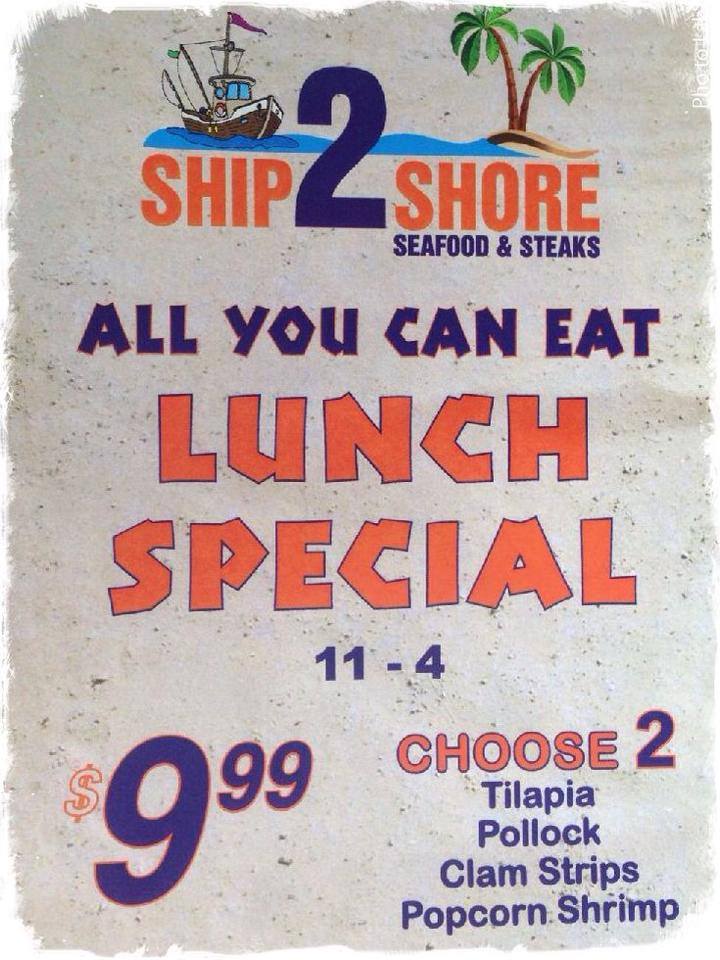 SHIP 2 SHORE
SEAFOOD & STEAKS
ALL YOU CAN EAT
LUNCH
SPECIAL
11 - 4
$9.99
CHOOSE 2
Tilapia
Pollock
Clam Strips
Popcorn Shrimp